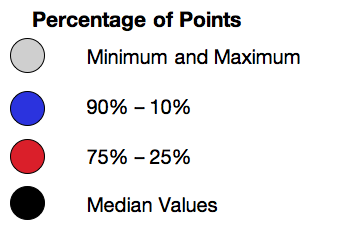 Percentage of Points
Minimum and Maximum
90% – 10%
75% – 25%
Median Values